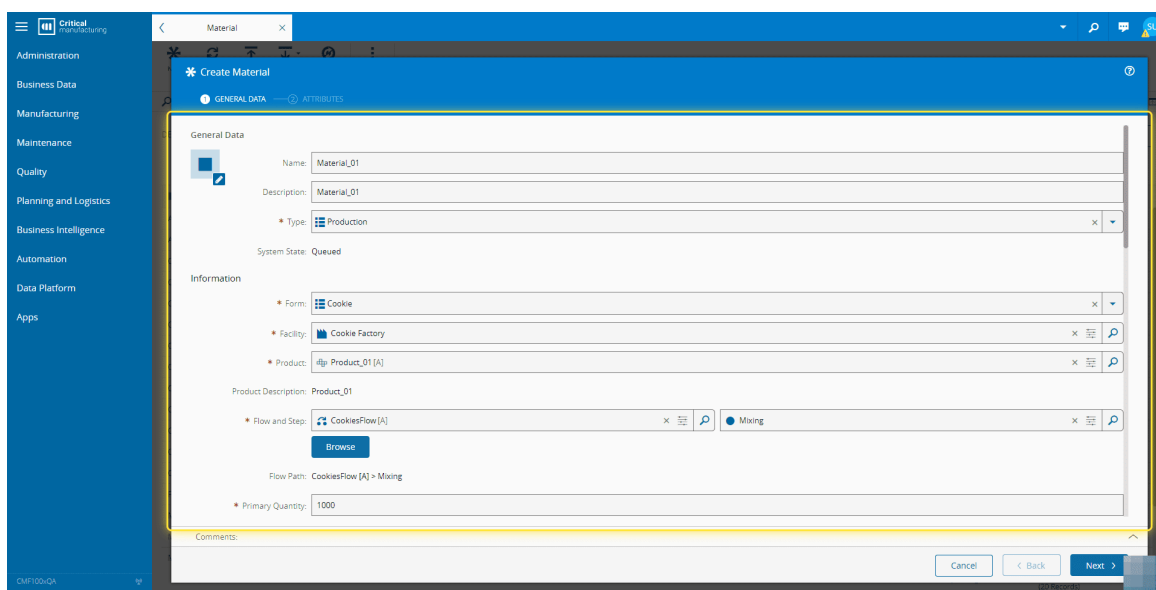 Critical
manufacturing
Material
SU
Administration
Business Data
Manufacturing
Maintenance
Quality
Planning and Logistics
Business Intelligence
Automation
Data Platform
Apps
CMF100xQA
Create Material
1 GENERAL DATA 2 ATTRIBUTES
General Data
Name: Material_01
Description: Material_01
* Type: Production
System State: Queued
Information
* Form: Cookie
* Facility: Cookie Factory
* Product: Product_01 [A]
Product Description: Product_01
* Flow and Step: CookiesFlow [A] Mixing
Browse
Flow Path: CookiesFlow [A] > Mixing
* Primary Quantity: 1000
Comments:
Cancel < Back Next >